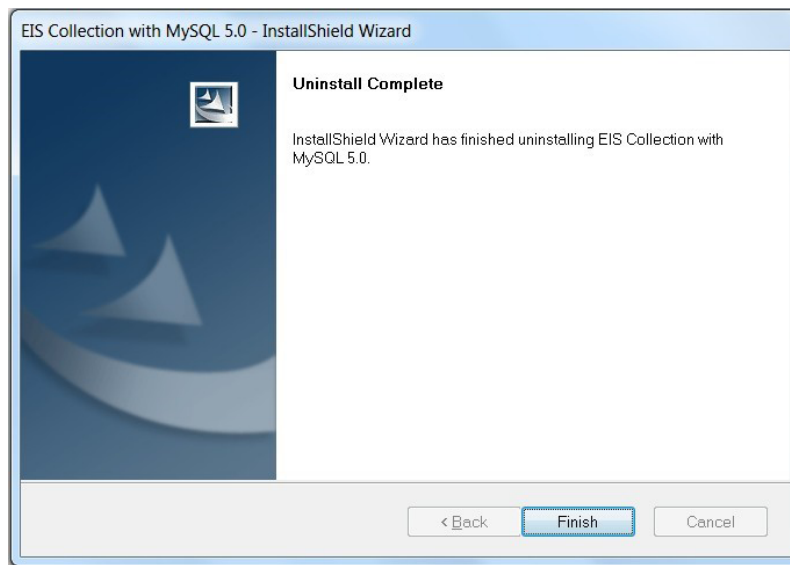 EIS Collection with MySQL 5.0 - InstallShield Wizard
Uninstall Complete
InstallShield Wizard has finished uninstalling EIS Collection with
MySQL 5.0.
< Back
Finish
Cancel